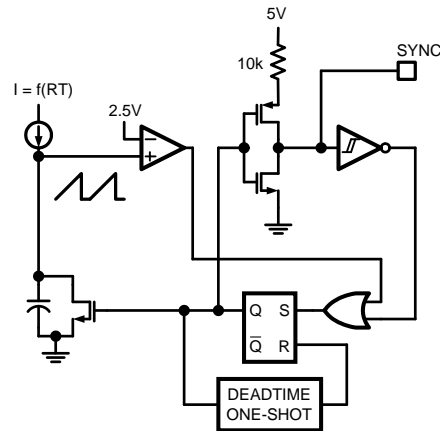 5V
SYNC
10k
I = f(RT)
2.5V
−
+
Q S
Q̅ R
DEADTIME
ONE-SHOT